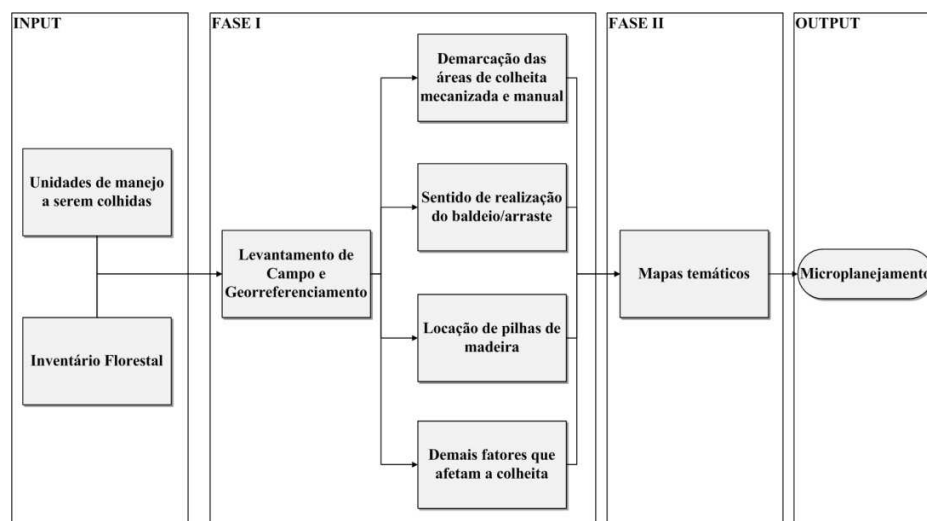 INPUT
FASE I
FASE II
OUTPUT
Unidades de manejo
a serem colhidas
Inventário Florestal
Levantamento de
Campo e
Georreferenciamento
Demarcação das
áreas de colheita
mecanizada e manual
Sentido de realização
do baldeio/arraste
Locação de pilhas de
madeira
Demais fatores que
afetam a colheita
Mapas temáticos
Microplanejamento